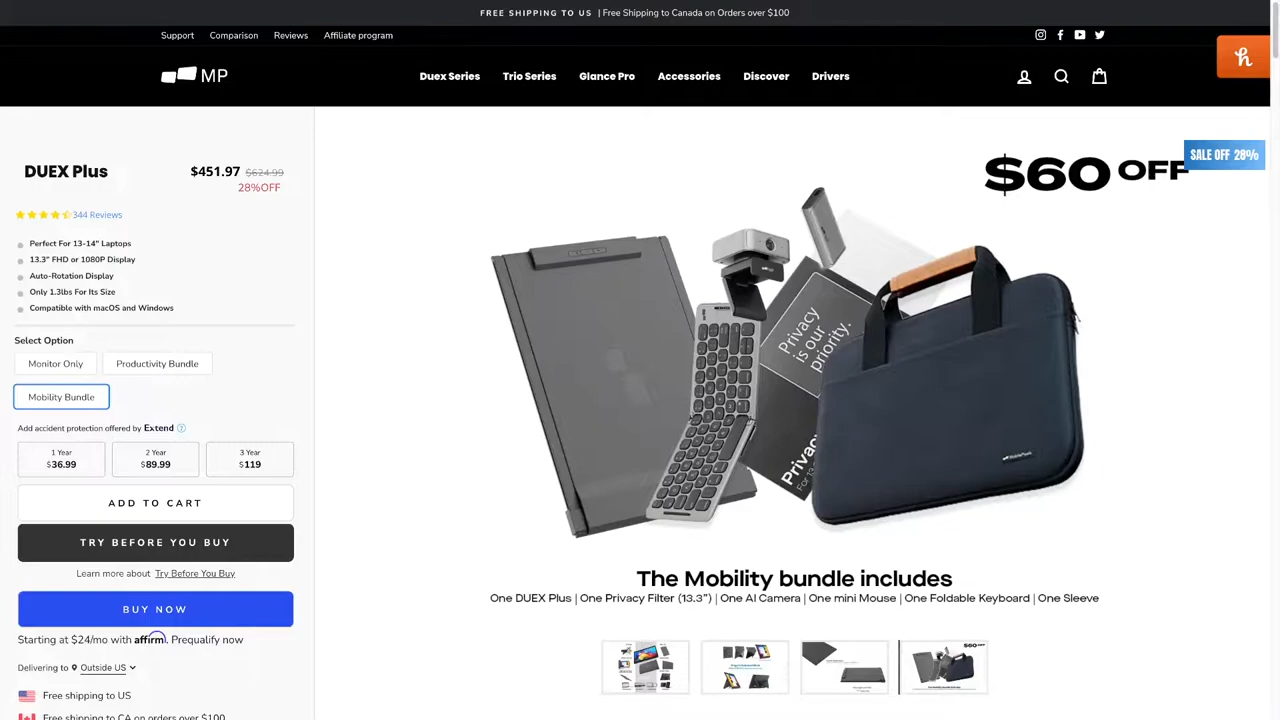 FREE SHIPPING TO US | Free Shipping to Canada on Orders over $100
Support Comparison Reviews Affiliate program
MP
Duex Series Trio Series Glance Pro Accessories Discover Drivers
DUEX Plus
$451.97 $624.99
28%OFF
344 Reviews
Perfect For 13-14" Laptops
13.3" FHD or 1080P Display
Auto-Rotation Display
Only 1.3lbs For Its Size
Compatible with macOS and Windows
Select Option
Monitor Only
Productivity Bundle
Mobility Bundle
Add accident protection offered by Extend
1 Year 2 Year 3 Year
$36.99 $89.99 $119
ADD TO CART
TRY BEFORE YOU BUY
Learn more about Try Before You Buy
BUY NOW
Starting at $24/mo with affirm. Prequalify now
Delivering to Outside US
Free shipping to US
Free shipping to CA on orders over $100
$60 OFF
SALE OFF 28%
Privacy
is our
priority.
The Mobility bundle includes
One DUEX Plus | One Privacy Filter (13.3") | One AI Camera | One mini Mouse | One Foldable Keyboard | One Sleeve